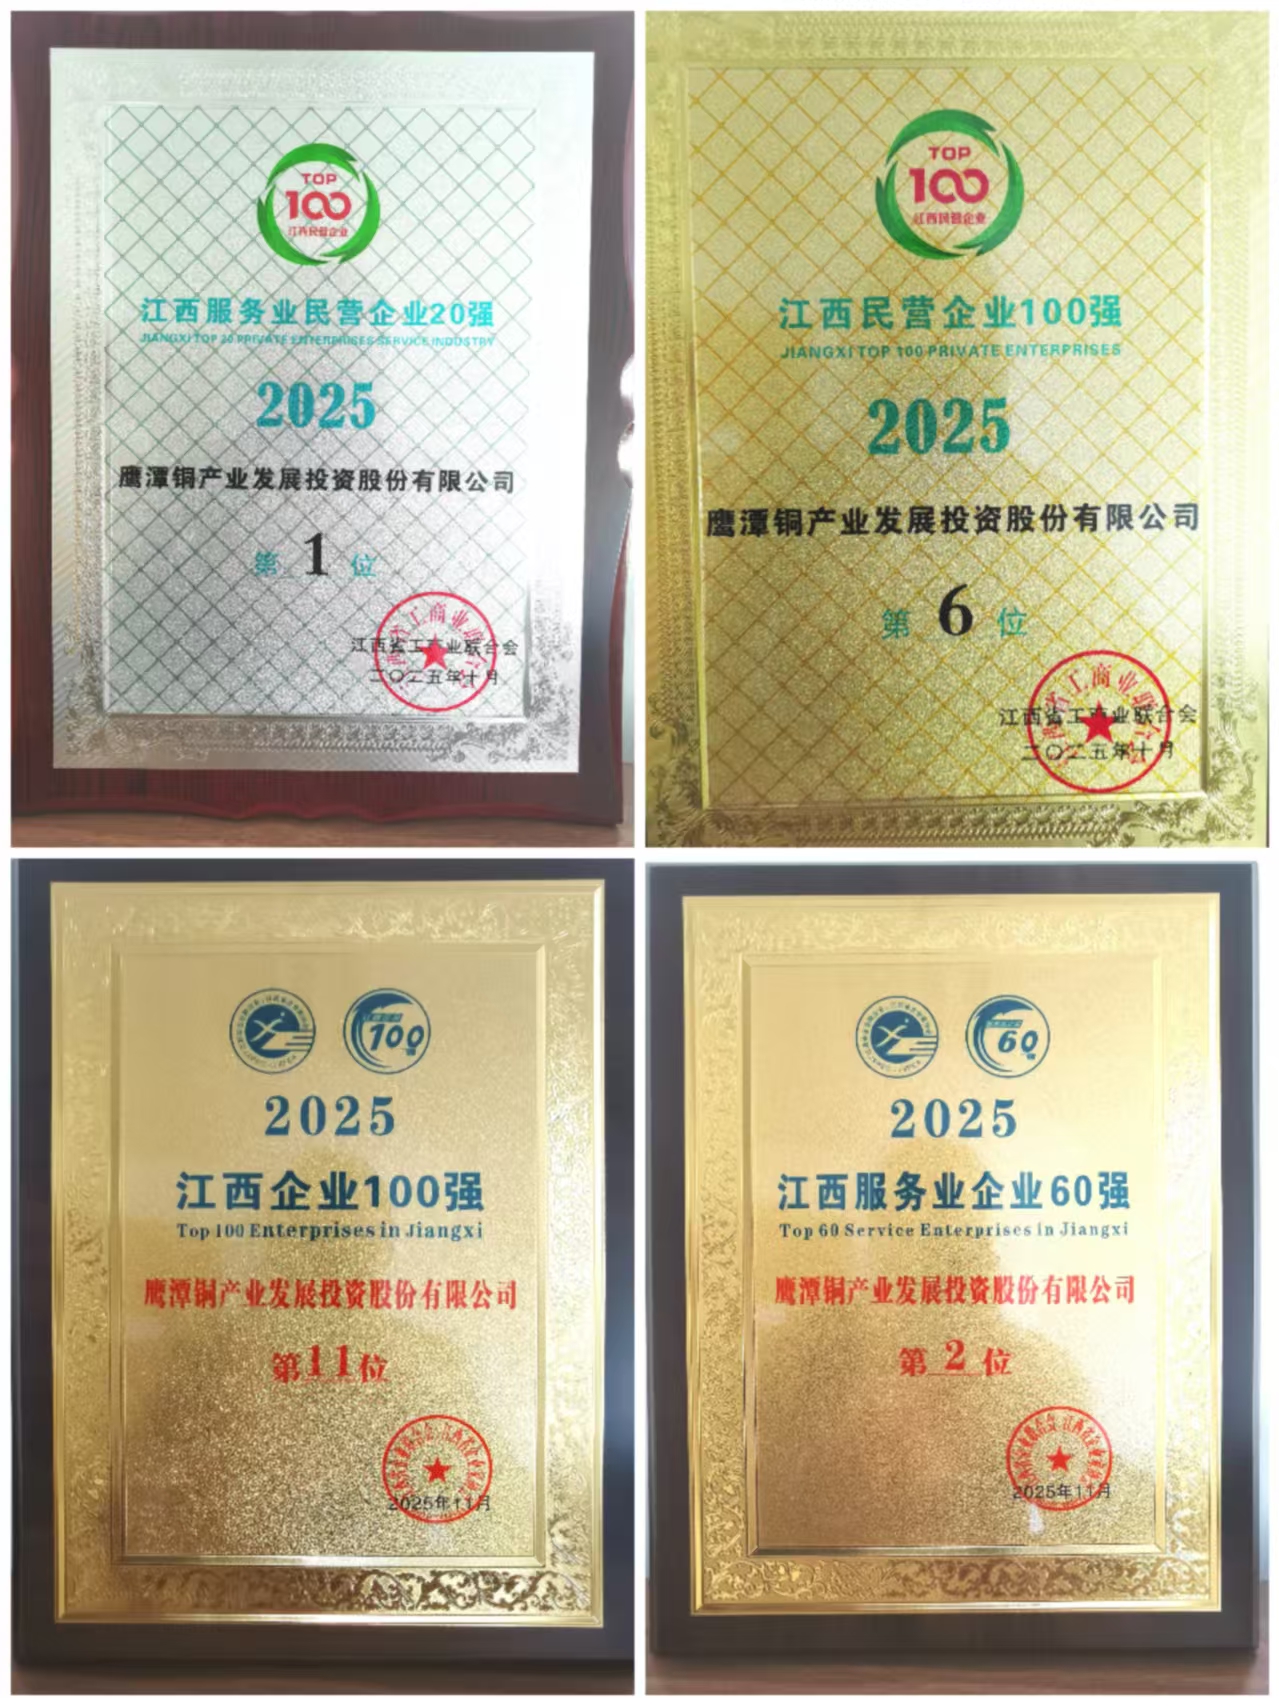 TOP
100
江西民营企业
江西服务业民营企业20强
JIANGXI TOP 20 PRIVATE ENTERPRISES SERVICE INDUSTRY
2025
鹰潭铜产业发展投资股份有限公司
第 1 位
江西省工商业联合会
二〇二五年十月
TOP
100
江西民营企业
江西民营企业100强
JIANGXI TOP 100 PRIVATE ENTERPRISES
2025
鹰潭铜产业发展投资股份有限公司
第 6 位
江西省工商业联合会
二〇二五年十月
100
2025
江西企业100强
Top 100 Enterprises in Jiangxi
鹰潭铜产业发展投资股份有限公司
第11位
2025年11月
60
2025
江西服务业企业60强
Top 60 Service Enterprises in Jiangxi
鹰潭铜产业发展投资股份有限公司
第 2 位
2025年11月